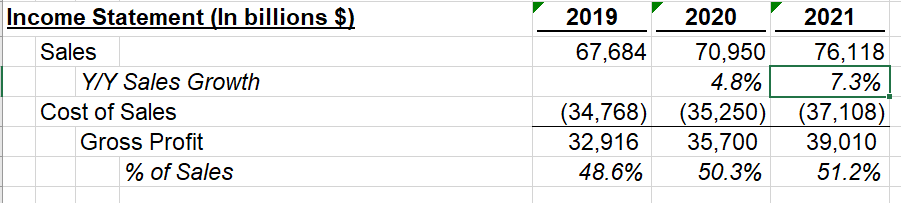 Income Statement (In billions $) 2019 2020 2021
Sales 67,684 70,950 76,118
Y/Y Sales Growth 4.8% 7.3%
Cost of Sales (34,768) (35,250) (37,108)
Gross Profit 32,916 35,700 39,010
% of Sales 48.6% 50.3% 51.2%